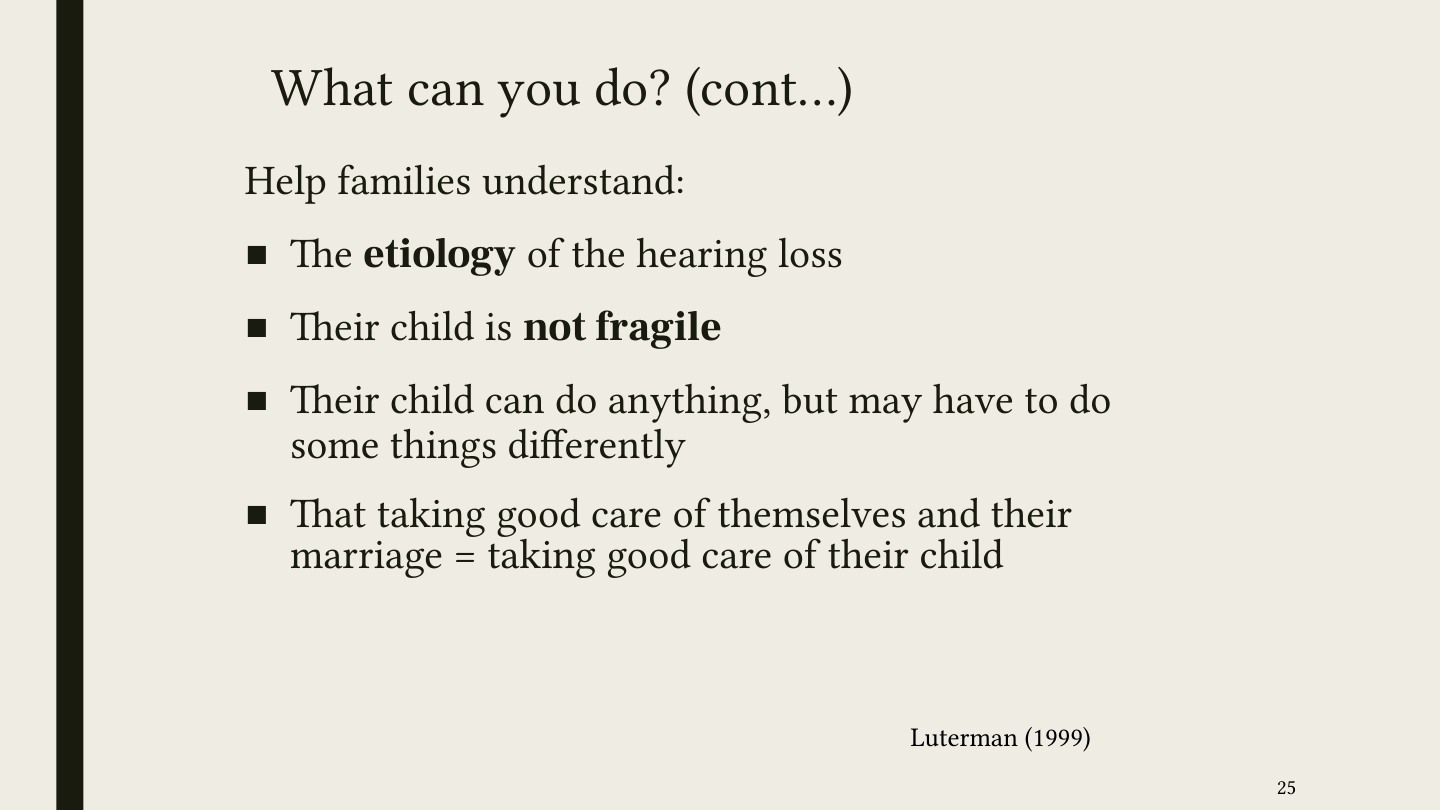 What can you do? (cont…)
Help families understand:
■ The etiology of the hearing loss
■ Their child is not fragile
■ Their child can do anything, but may have to do
some things differently
■ That taking good care of themselves and their
marriage = taking good care of their child
Luterman (1999)
25